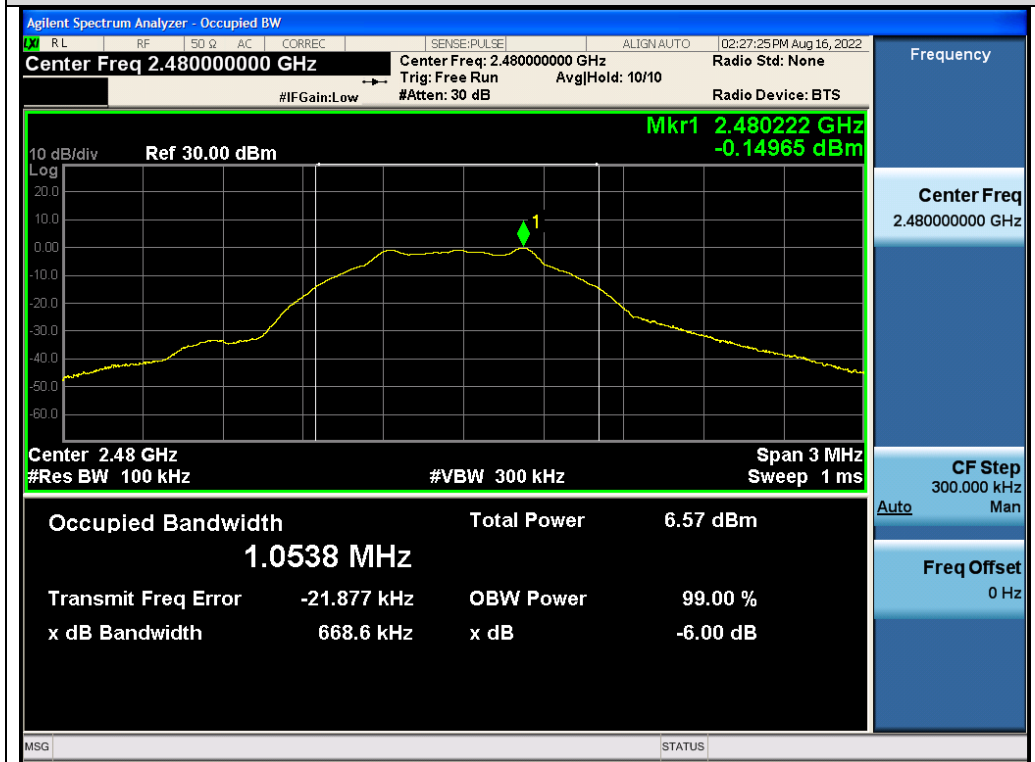 Agilent Spectrum Analyzer - Occupied BW
LXI RL RF 50 Ω AC CORREC SENSE:PULSE ALIGN AUTO 02:27:25 PM Aug 16, 2022
Center Freq 2.480000000 GHz
Center Freq: 2.480000000 GHz Radio Std: None
Trig: Free Run Avg|Hold: 10/10
#IFGain:Low #Atten: 30 dB Radio Device: BTS
Frequency
Mkr1 2.480222 GHz
-0.14965 dBm
10 dB/div Ref 30.00 dBm
Log
20.0
10.0
0.00
-10.0
-20.0
-30.0
-40.0
-50.0
-60.0
1
Center 2.48 GHz Span 3 MHz
#Res BW 100 kHz #VBW 300 kHz Sweep 1 ms
Center Freq
2.480000000 GHz
CF Step
300.000 kHz
Auto Man
Freq Offset
0 Hz
Occupied Bandwidth Total Power 6.57 dBm
1.0538 MHz
Transmit Freq Error -21.877 kHz OBW Power 99.00 %
x dB Bandwidth 668.6 kHz x dB -6.00 dB
MSG STATUS